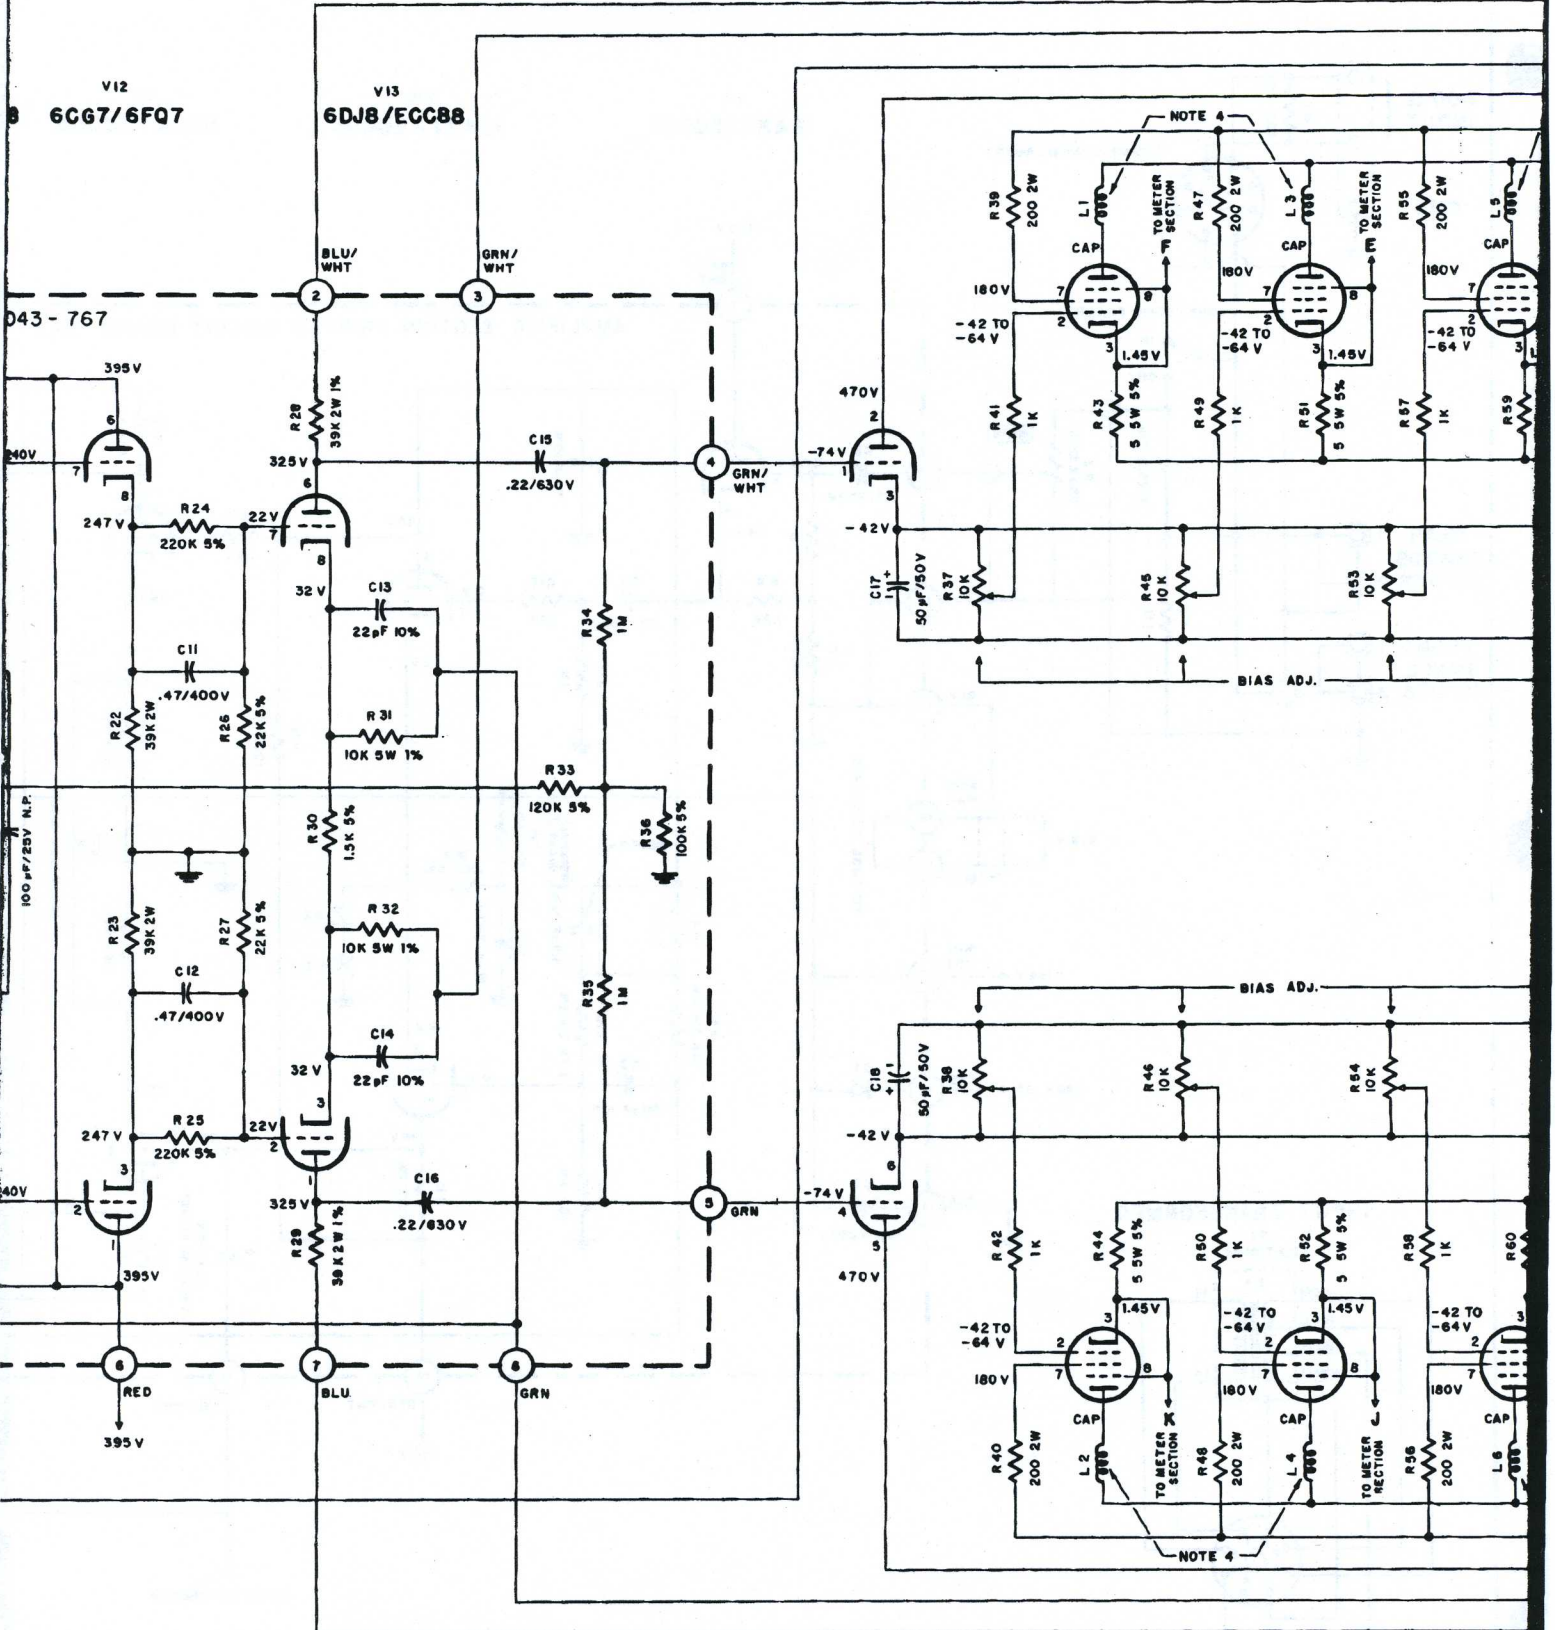 V12
6CG7/6FQ7
V13
6DJ8/ECC88
8
NOTE 4
R39
200 2W
L1
TO METER
SECTION
F
R47
200 2W
L3
TO METER
SECTION
E
R55
200 2W
L5
CAP
CAP
CAP
BLU/
WHT
GRN/
WHT
2
3
043-767
180V
7
2
8
-42 TO
-64 V
3
1.45V
180V
7
2
8
-42 TO
-64 V
3
1.45V
180V
7
2
-42 TO
-64 V
3
395V
6
R28
39K 2W 1%
470V
2
R41
1K
R43
5 5W 5%
R49
1K
R51
5 5W 5%
R57
1K
R59
240V
7
8
325V
6
C15
.22/630V
4
GRN/
WHT
-74V
1
3
247 V
R24
220K 5%
22V
7
8
-42V
32 V
C13
22pF 10%
R34
1M
C17
+
-
50µF/50V
R37
10K
R45
10K
R53
10K
BIAS ADJ.
C11
.47/400V
R22
39K 2W
R26
22K 5%
R31
10K 5W 1%
R33
120K 5%
R30
1.5K 5%
R36
100K 5%
100µF/25V N.P.
R23
39K 2W
R27
22K 5%
R32
10K 5W 1%
C12
.47/400V
R35
1M
BIAS ADJ.
C14
22pF 10%
32 V
3
C18
-
+
50µF/50V
R38
10K
R46
10K
R54
10K
247 V
R25
220K 5%
22V
2
-42V
3
1
6
40V
2
325V
C16
.22/630V
5
GRN
-74V
4
5
1
R29
39K 2W 1%
R42
1K
R44
5 5W 5%
R50
1K
R52
5 5W 5%
R58
1K
R60
395V
470V
-42 TO
-64 V
3
1.45V
2
7
8
180V
-42 TO
-64 V
3
1.45V
2
7
8
180V
-42 TO
-64 V
3
2
7
180V
6
RED
7
BLU.
GRN
395V
CAP
CAP
CAP
R40
200 2W
L2
K
TO METER
SECTION
R48
200 2W
L4
J
TO METER
RECTION
R56
200 2W
L6
NOTE 4